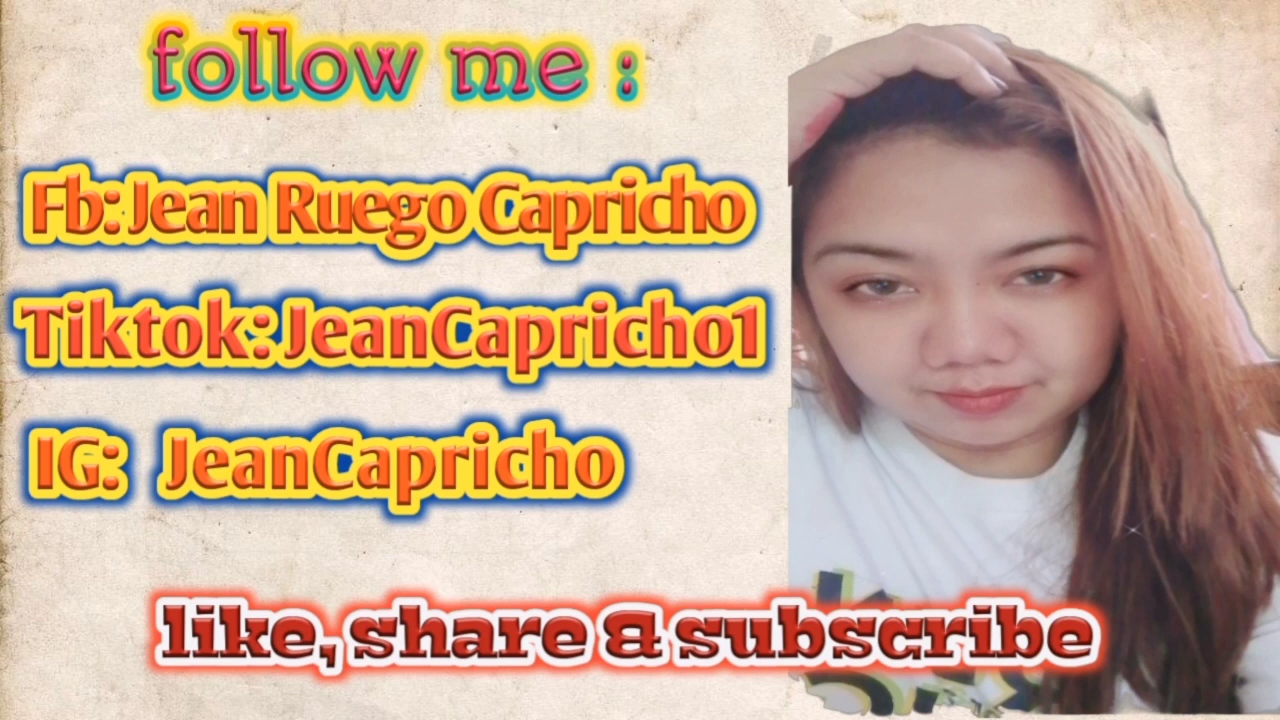 follow me :
Fb: Jean Ruego Capricho
Tiktok: JeanCapricho1
IG: JeanCapricho
like, share & subscribe